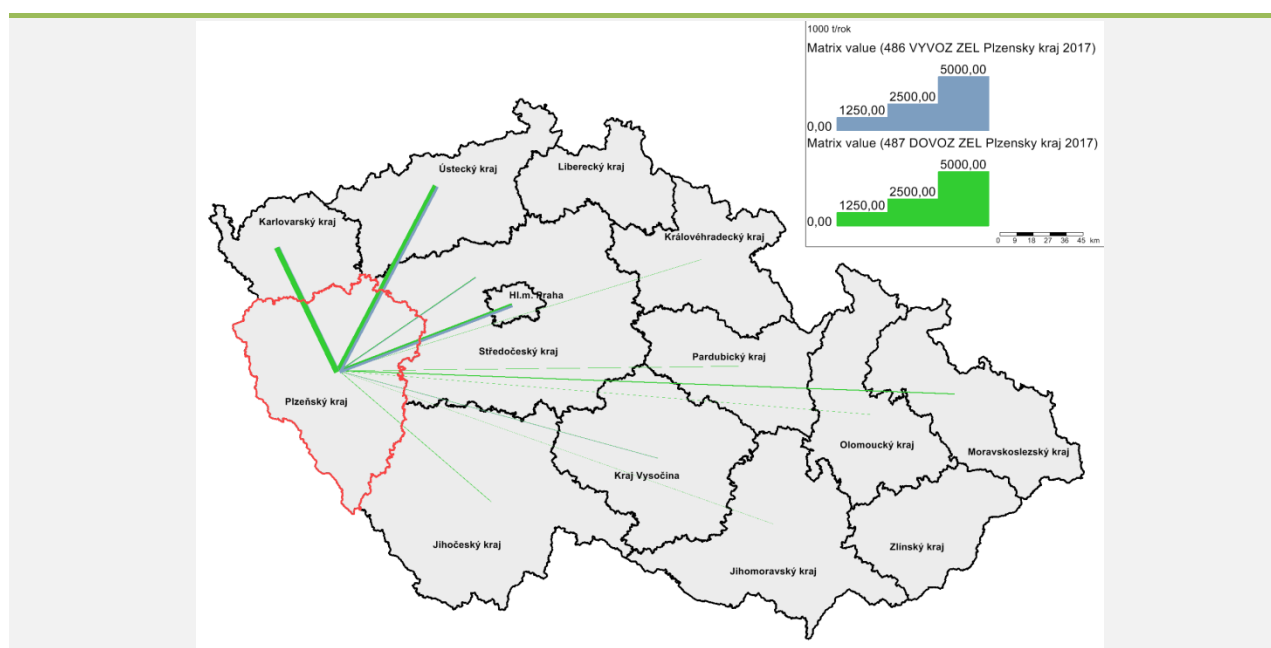 1000 t/rok
Matrix value (486 VYVOZ ZEL Plzensky kraj 2017)
5000,00
2500,00
1250,00
0,00
Matrix value (487 DOVOZ ZEL Plzensky kraj 2017)
5000,00
2500,00
1250,00
0,00
0 9 18 27 36 45 km
Ústecký kraj
Liberecký kraj
Karlovarský kraj
Královéhradecký kraj
Hl.m. Praha
Středočeský kraj
Pardubický kraj
Plzeňský kraj
Olomoucký kraj
Moravskoslezský kraj
Kraj Vysočina
Jihočeský kraj
Zlínský kraj
Jihomoravský kraj